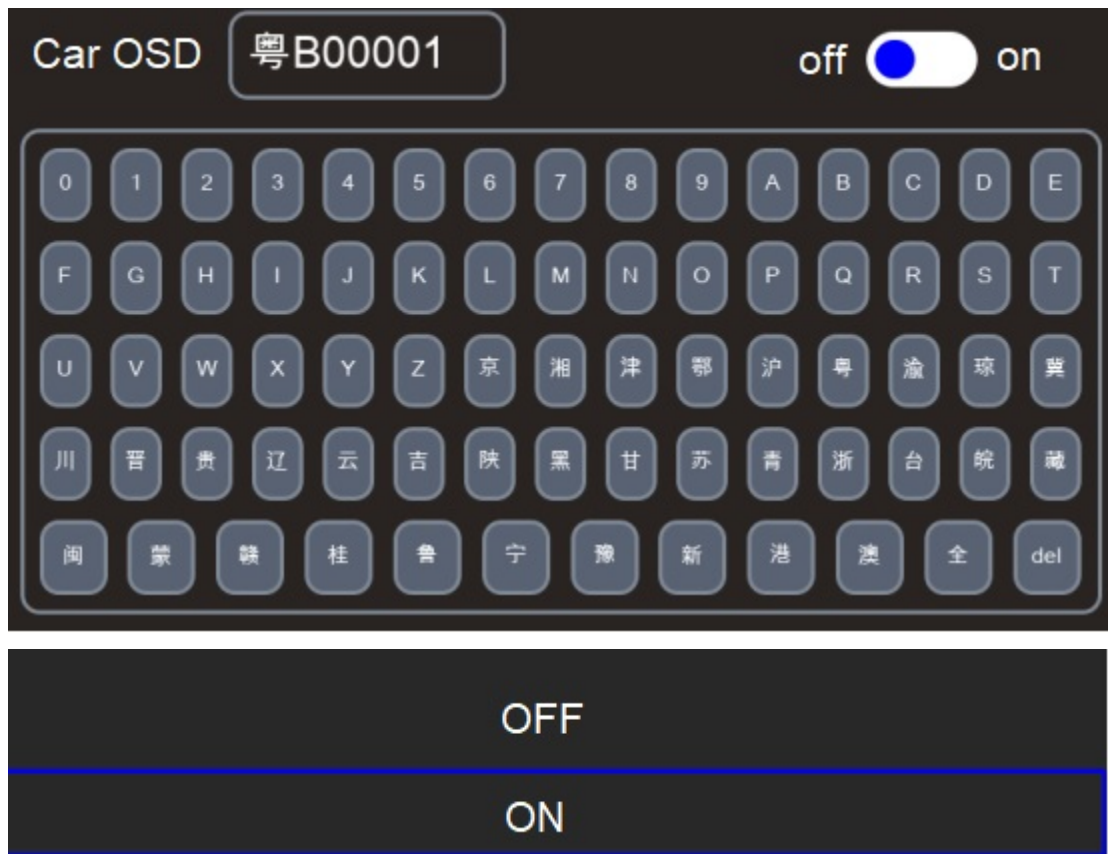 Car OSD 粤B00001 off on
0 1 2 3 4 5 6 7 8 9 A B C D E
F G H I J K L M N O P Q R S T
U V W X Y Z 京 湘 津 鄂 沪 粤 渝 琼 冀
川 晋 贵 辽 云 吉 陕 黑 甘 苏 青 浙 台 皖 藏
闽 蒙 赣 桂 鲁 宁 豫 新 港 澳 全 del
OFF
ON